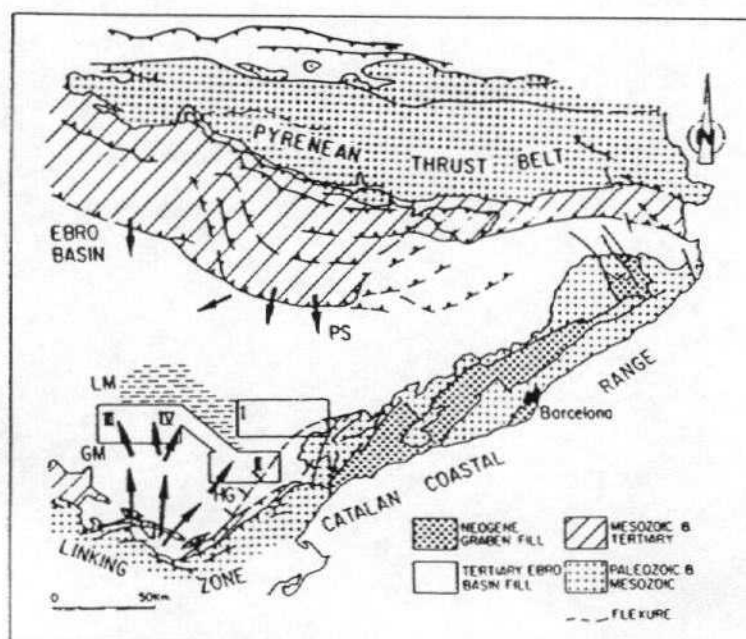 N
PYRENEAN THRUST BELT
EBRO
BASIN
PS
LM
III IV I
GM
II
HG
Barcelona
CATALAN COASTAL RANGE
LINKING ZONE
0 50Km.
NEOGENE
GRABEN FILL
MESOZOIC &
TERTIARY
TERTIARY EBRO
BASIN FILL
PALEOZOIC &
MESOZOIC
FLEXURE